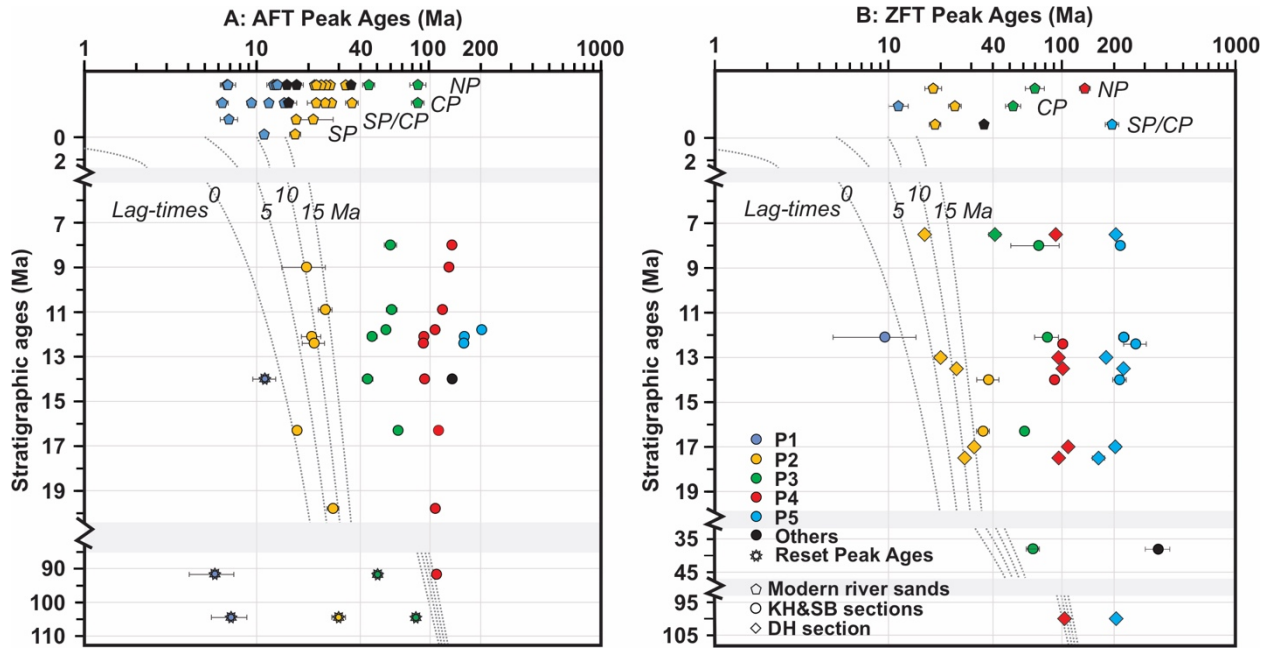 A: AFT Peak Ages (Ma)
1 10 40 100 200 1000
NP
CP
SP/CP
SP
0
2
Lag-times 0 5 10 15 Ma
7
9
11
13
15
17
19
90
100
110
Stratigraphic ages (Ma)
B: ZFT Peak Ages (Ma)
1 10 40 100 200 1000
NP
CP
SP/CP
0
2
Lag-times 0 5 10 15 Ma
7
9
11
13
15
17
19
35
45
95
105
Stratigraphic ages (Ma)
P1
P2
P3
P4
P5
Others
Reset Peak Ages
Modern river sands
KH&SB sections
DH section